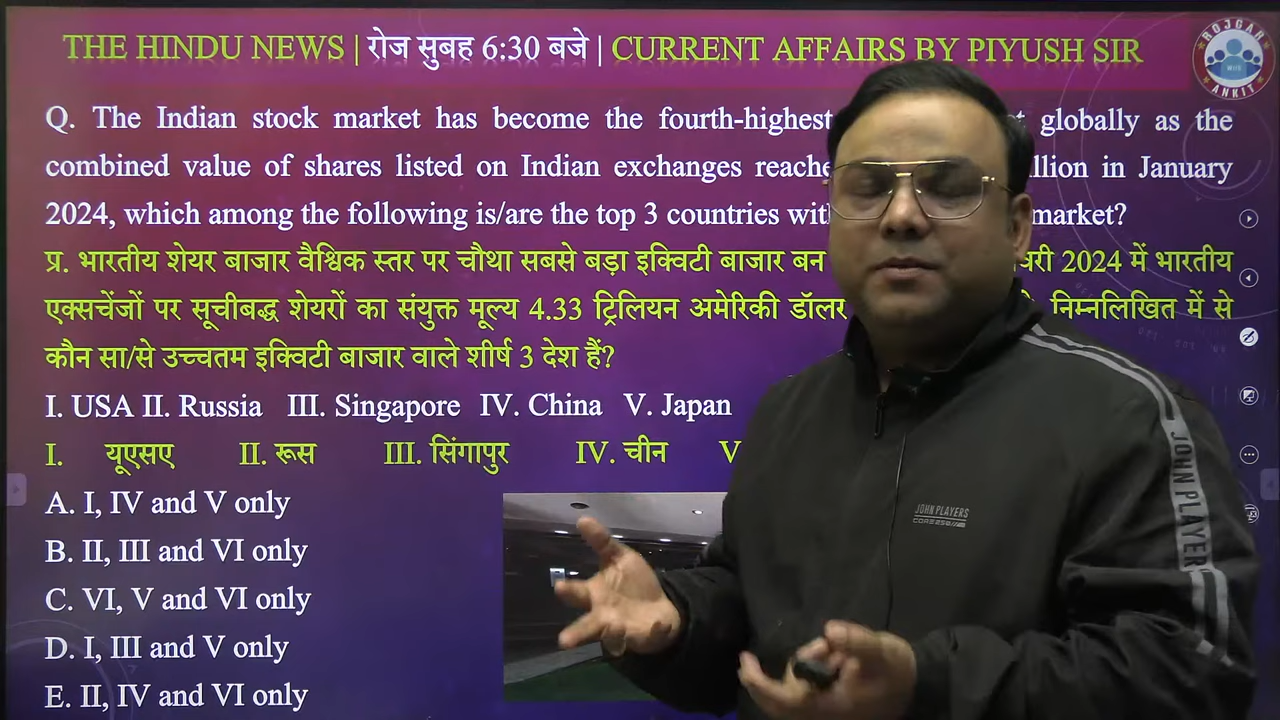 THE HINDU NEWS | रोज सुबह 6:30 बजे | CURRENT AFFAIRS BY PIYUSH SIR
ROJGAR
WITH
ANKIT
Q. The Indian stock market has become the fourth-highest globally as the
combined value of shares listed on Indian exchanges in January
2024, which among the following is/are the top 3 countries market?
प्र. भारतीय शेयर बाजार वैश्विक स्तर पर चौथा सबसे बड़ा इक्विटी बाजार बन 2024 में भारतीय
एक्सचेंजों पर सूचीबद्ध शेयरों का संयुक्त मूल्य 4.33 ट्रिलियन अमेरिकी डॉलर निम्नलिखित में से
कौन सा/से उच्चतम इक्विटी बाजार वाले शीर्ष 3 देश हैं?
I. USA II. Russia III. Singapore IV. China V. Japan
I. यूएसए II. रूस III. सिंगापुर IV. चीन V
A. I, IV and V only
B. II, III and VI only
C. VI, V and VI only
D. I, III and V only
E. II, IV and VI only
JOHN PLAYERS
JOHN PLAYER